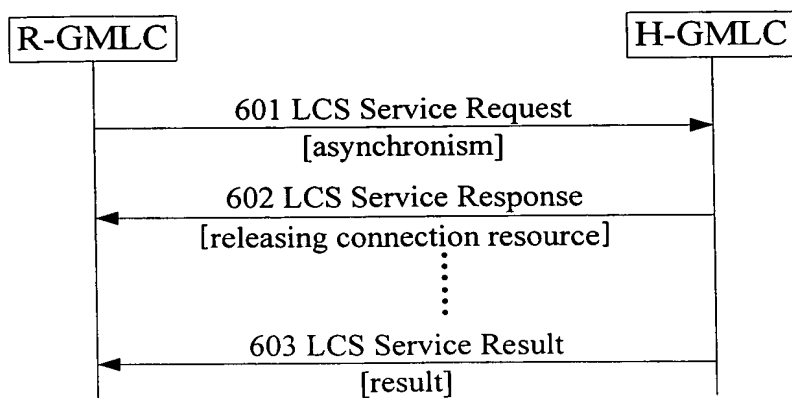 R-GMLC
H-GMLC
601 LCS Service Request
[asynchronism]
602 LCS Service Response
[releasing connection resource]
603 LCS Service Result
[result]